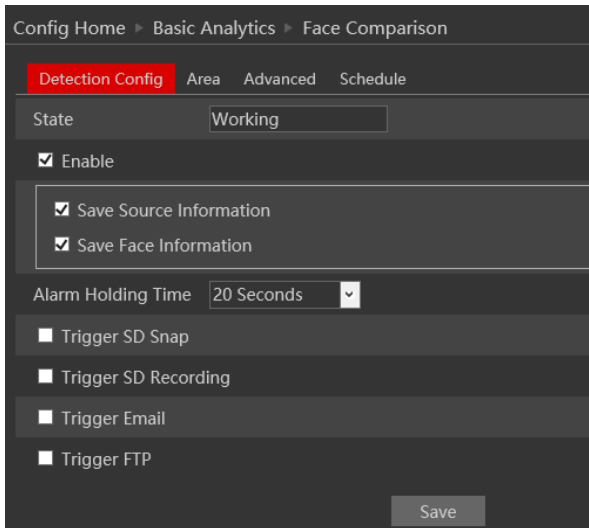 Config Home ▶ Basic Analytics ▶ Face Comparison
Detection Config Area Advanced Schedule
State Working
Enable
Save Source Information
Save Face Information
Alarm Holding Time 20 Seconds
Trigger SD Snap
Trigger SD Recording
Trigger Email
Trigger FTP
Save